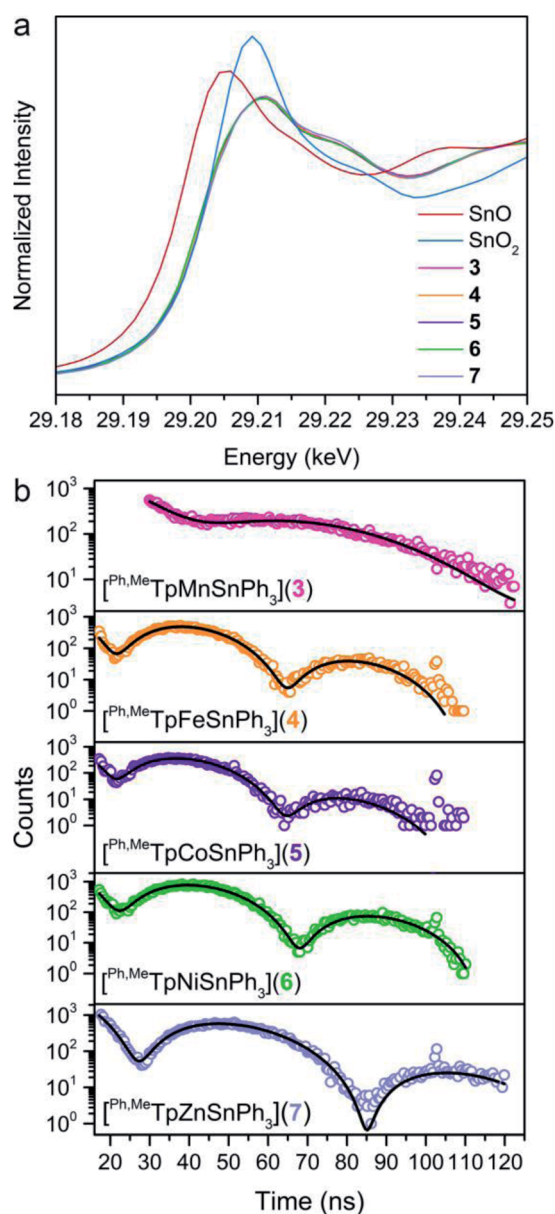 a
Normalized Intensity
SnO
SnO₂
3
4
5
6
7
29.18 29.19 29.20 29.21 29.22 29.23 29.24 29.25
Energy (keV)
b
Counts
10³
10²
10¹
[Ph,MeTpMnSnPh₃](3)
10³
10²
10¹
10⁰
[Ph,MeTpFeSnPh₃](4)
10³
10²
10¹
10⁰
[Ph,MeTpCoSnPh₃](5)
10³
10²
10¹
10⁰
[Ph,MeTpNiSnPh₃](6)
10³
10²
10¹
10⁰
[Ph,MeTpZnSnPh₃](7)
20 30 40 50 60 70 80 90 100 110 120
Time (ns)